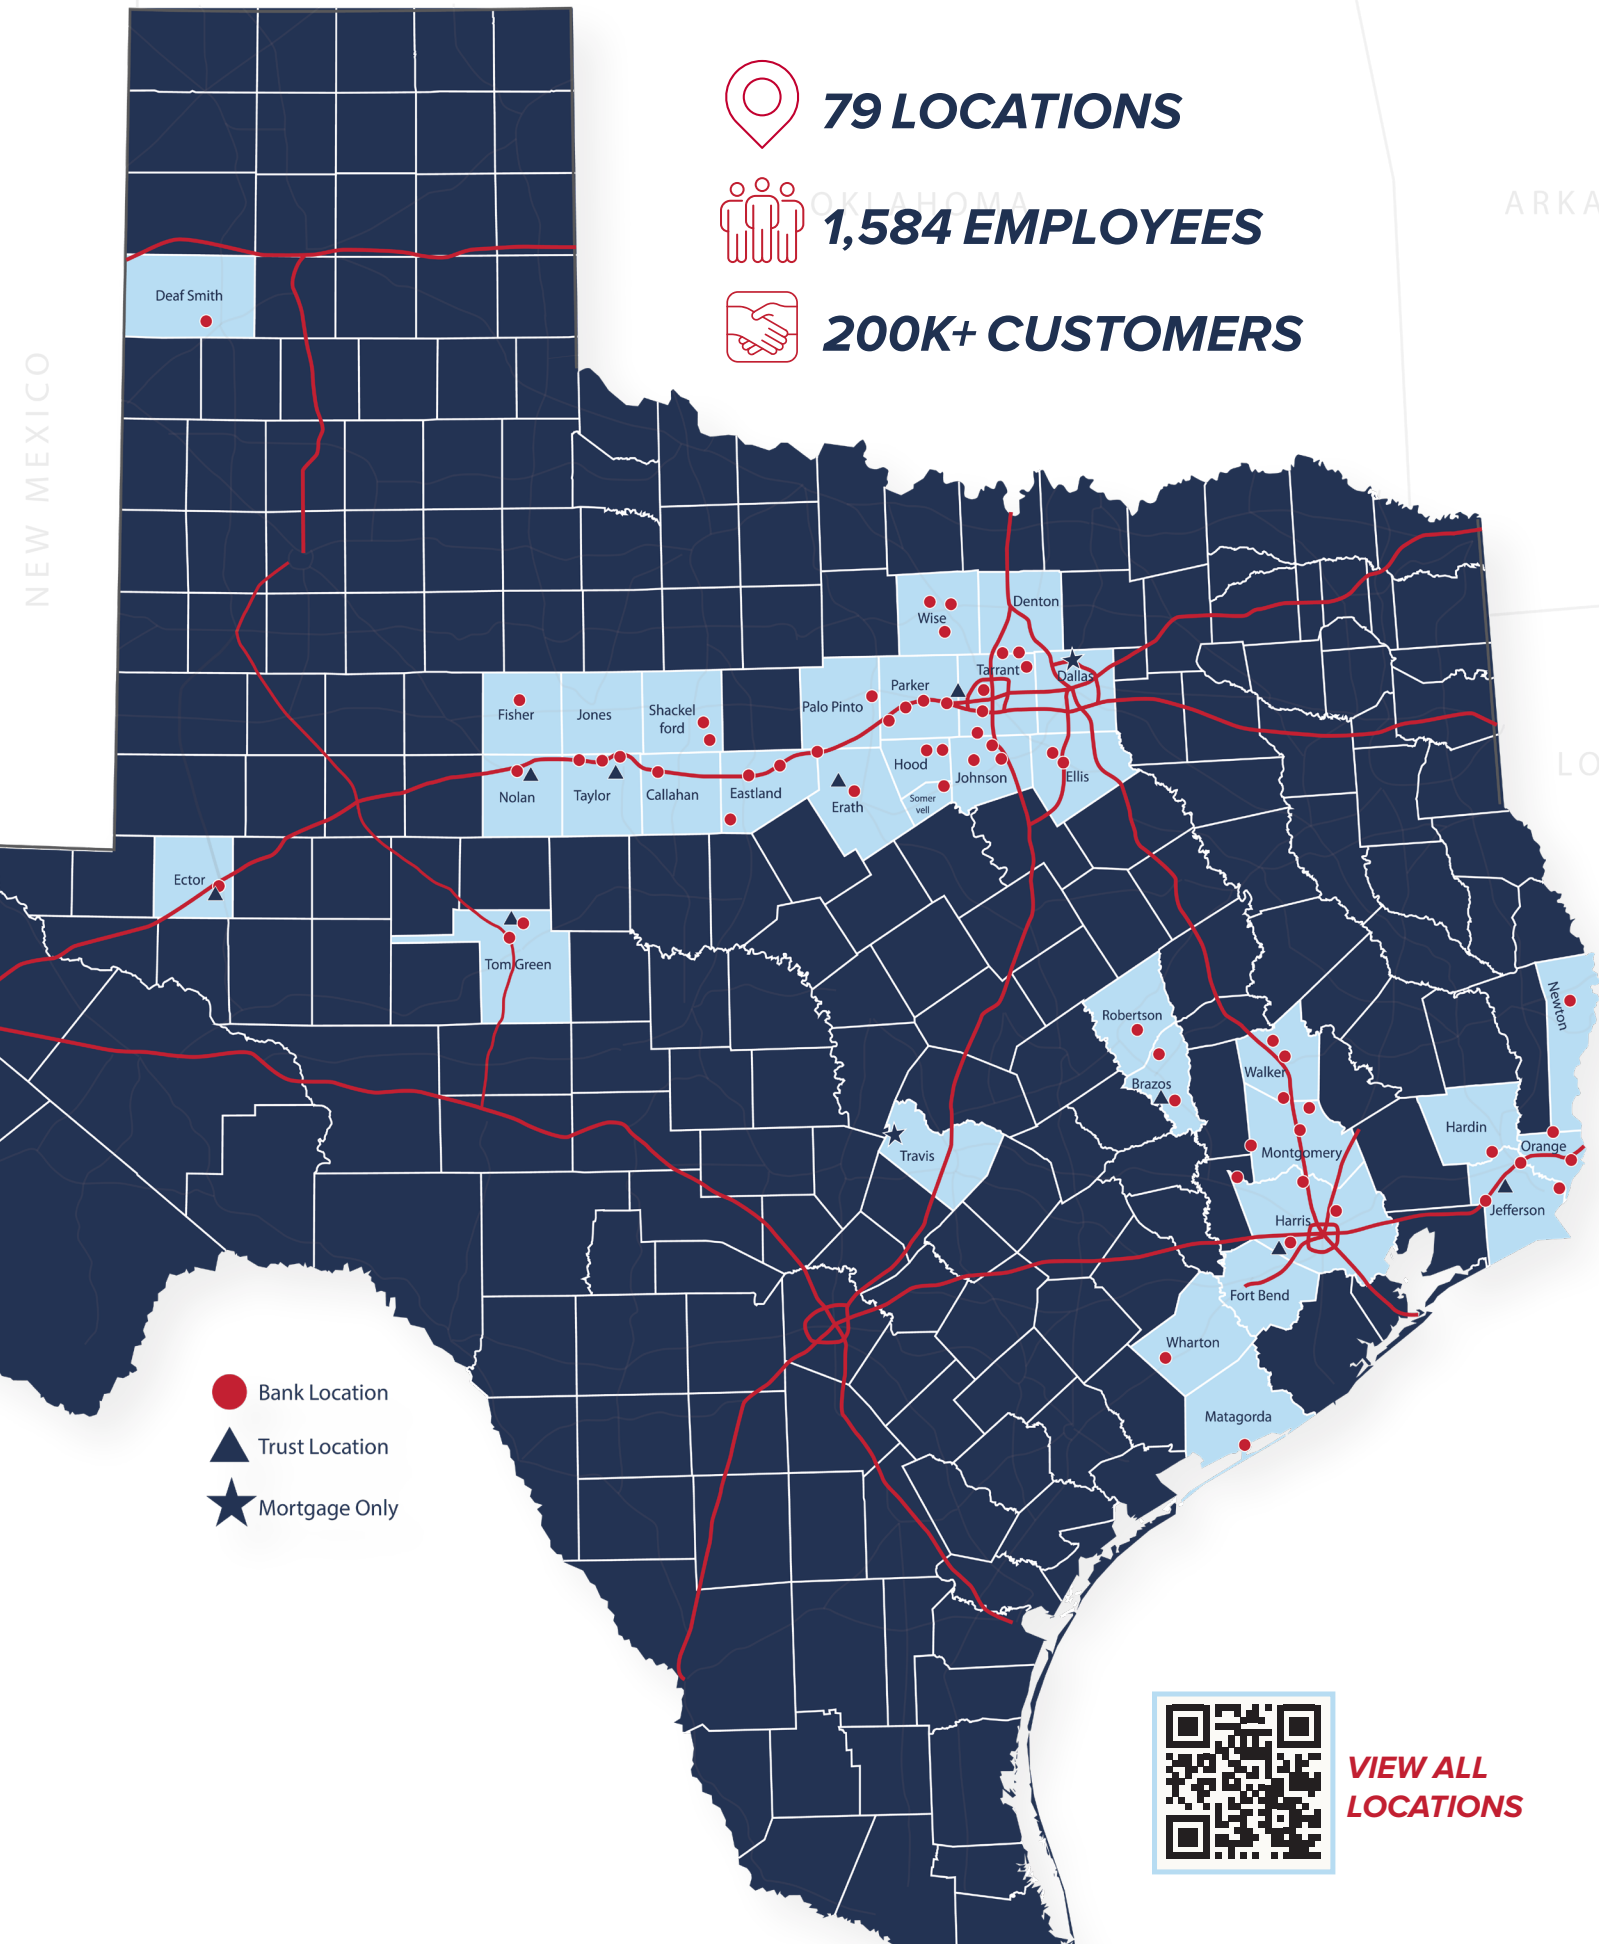 79 LOCATIONS
OKLAHOMA
1,584 EMPLOYEES
200K+ CUSTOMERS
ARKA
NEW MEXICO
LO
Deaf Smith
Denton
Wise
Tarrant
Dallas
Parker
Palo Pinto
Fisher
Jones
Shackel
ford
Hood
Johnson
Ellis
Nolan
Taylor
Callahan
Eastland
Erath
Somer
vell
Ector
Tom Green
Newton
Robertson
Walker
Brazos
Hardin
Orange
Travis
Montgomery
Jefferson
Harris
Fort Bend
Wharton
Matagorda
Bank Location
Trust Location
Mortgage Only
VIEW ALL
LOCATIONS